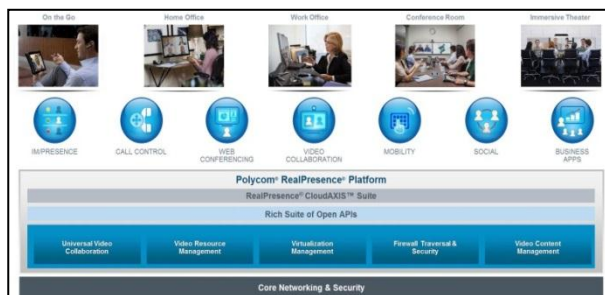 On the Go Home Office Work Office Conference Room Immersive Theater
IM/PRESENCE CALL CONTROL WEB CONFERENCING VIDEO COLLABORATION MOBILITY SOCIAL BUSINESS APPS
Polycom® RealPresence® Platform
RealPresence® CloudAXIS™ Suite
Rich Suite of Open APIs
Universal Video Collaboration
Video Resource Management
Virtualization Management
Firewall Traversal & Security
Video Content Management
Core Networking & Security